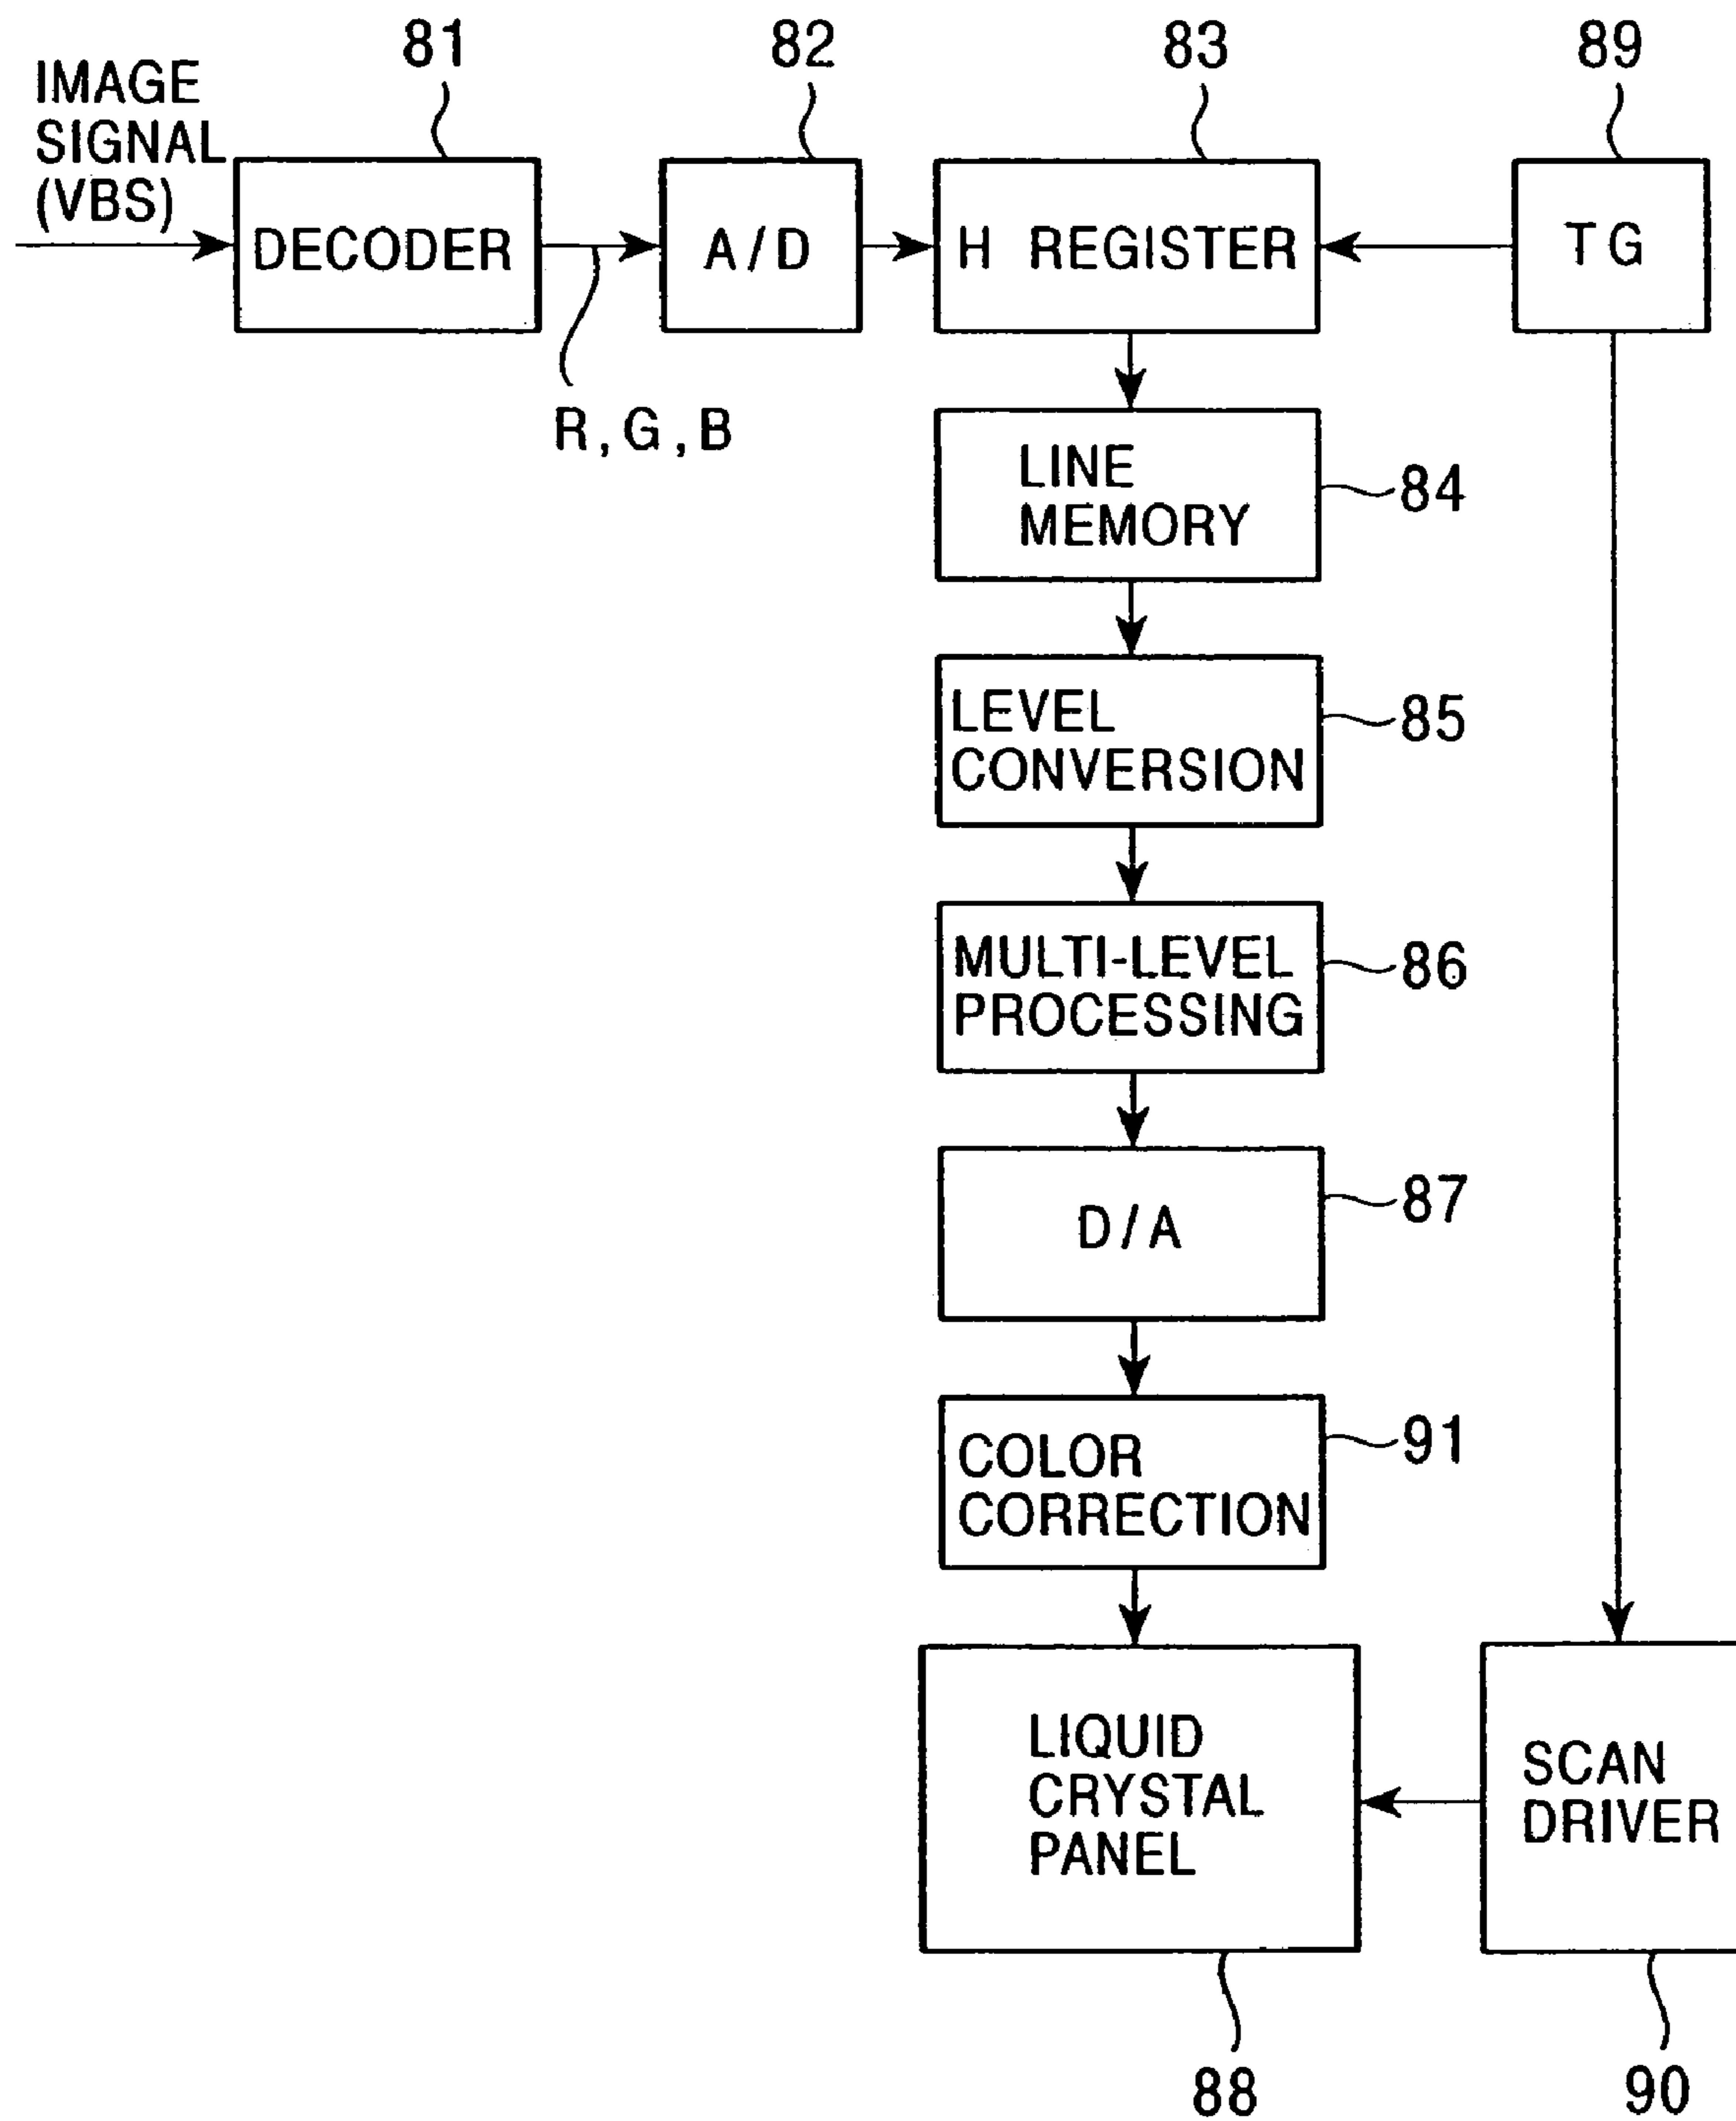 81
82
83
89
IMAGE
SIGNAL
(VBS)
DECODER
A/D
H REGISTER
TG
R, G, B
LINE
MEMORY
84
LEVEL
CONVERSION
85
MULTI-LEVEL
PROCESSING
86
D/A
87
COLOR
CORRECTION
91
LIQUID
CRYSTAL
PANEL
SCAN
DRIVER
88
90